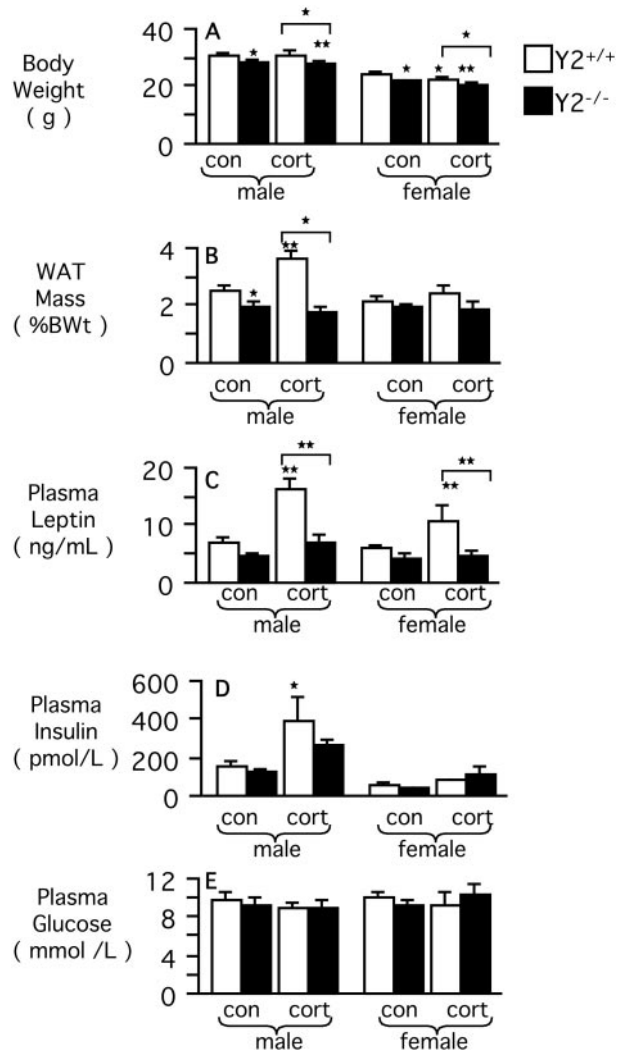 A
40
20
0
Body
Weight
( g )
★ ★ ★★ ★ ★ ★ ★★
con cort con cort
male female
Y2+/+
Y2-/-
B
4
2
0
WAT
Mass
( %BWt )
★ ★★ ★
con cort con cort
male female
C
20
10
0
Plasma
Leptin
( ng/mL )
★★ ★★ ★★ ★★
con cort con cort
male female
D
600
400
200
0
Plasma
Insulin
( pmol/L )
★
con cort con cort
male female
E
12
8
4
0
Plasma
Glucose
( mmol /L )
con cort con cort
male female